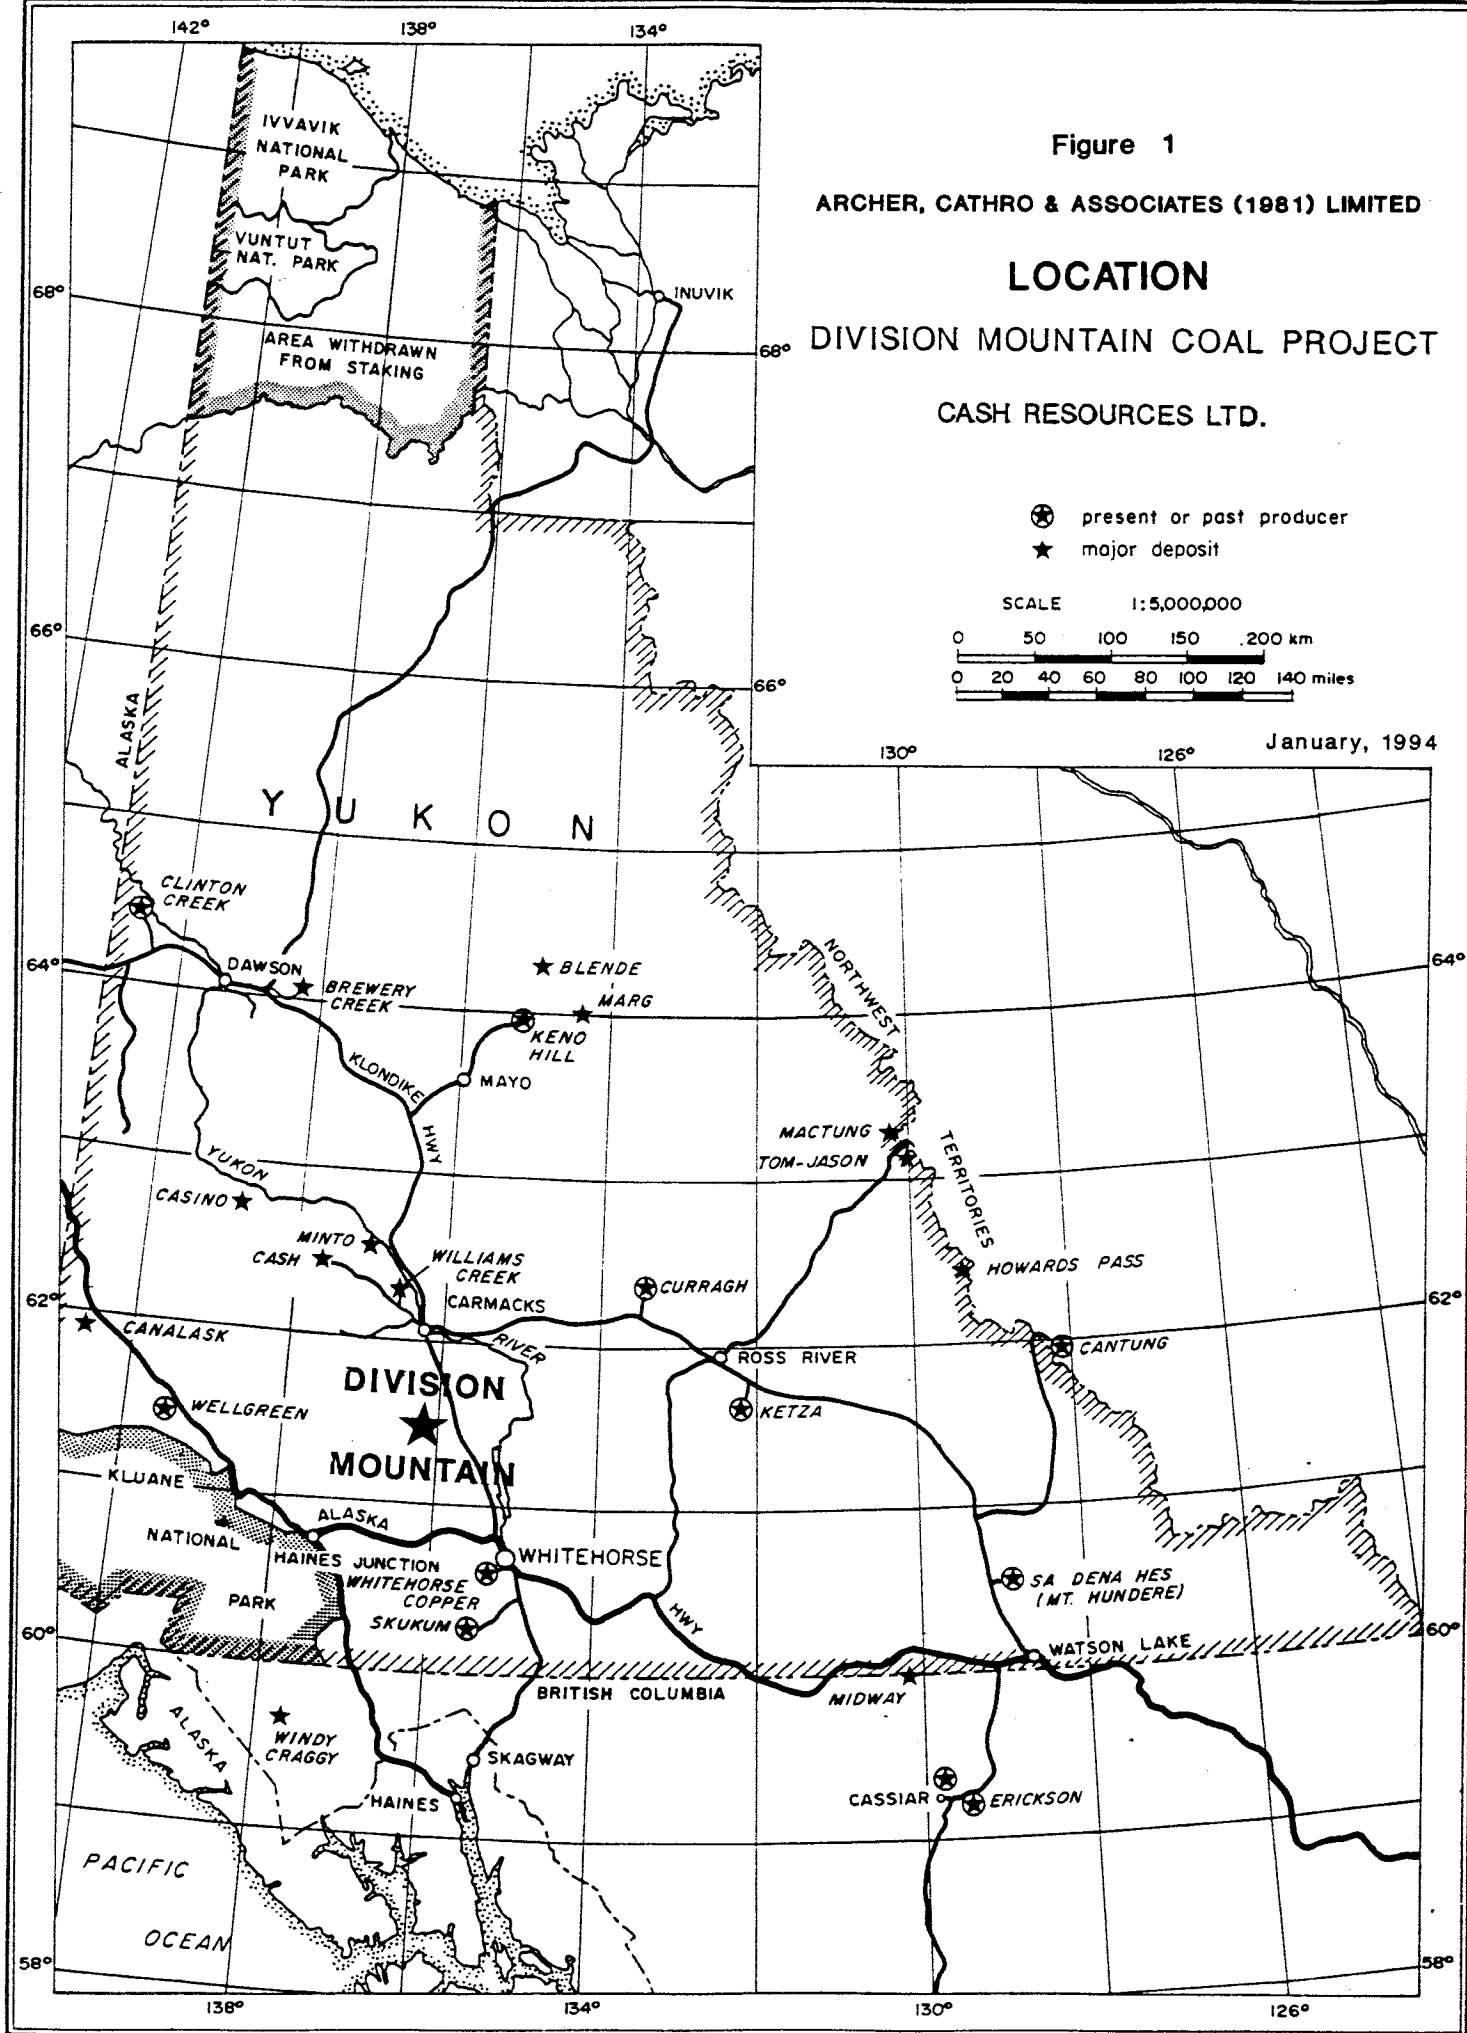 142°
138°
134°
Figure 1
ARCHER, CATHRO & ASSOCIATES (1981) LIMITED
LOCATION
DIVISION MOUNTAIN COAL PROJECT
CASH RESOURCES LTD.
present or past producer
major deposit
SCALE 1:5,000,000
0 50 100 150 200 km
0 20 40 60 80 100 120 140 miles
January, 1994
130°
126°
IVVAVIK
NATIONAL
PARK
VUNTUT
NAT. PARK
INUVIK
68°
68°
AREA WITHDRAWN
FROM STAKING
66°
66°
ALASKA
YUKON
CLINTON
CREEK
64°
64°
DAWSON
BREWERY
CREEK
BLENDE
MARG
KENO
HILL
KLONDIKE
HWY
MAYO
NORTHWEST
TERRITORIES
MACTUNG
TOM-JASON
YUKON
RIVER
CASINO
MINTO
CASH
WILLIAMS
CREEK
CARMACKS
CURRAGH
HOWARDS PASS
62°
62°
CANALASK
ROSS RIVER
CANTUNG
DIVISION
MOUNTAIN
WELLGREEN
KETZA
KLUANE
NATIONAL
PARK
ALASKA
HWY
HAINES JUNCTION
WHITEHORSE
WHITEHORSE
COPPER
SKUKUM
SA DENA HES
(MT. HUNDERE)
60°
60°
WATSON LAKE
BRITISH COLUMBIA
MIDWAY
ALASKA
WINDY
CRAGGY
SKAGWAY
HAINES
CASSIAR
ERICKSON
PACIFIC
OCEAN
58°
58°
138°
134°
130°
126°